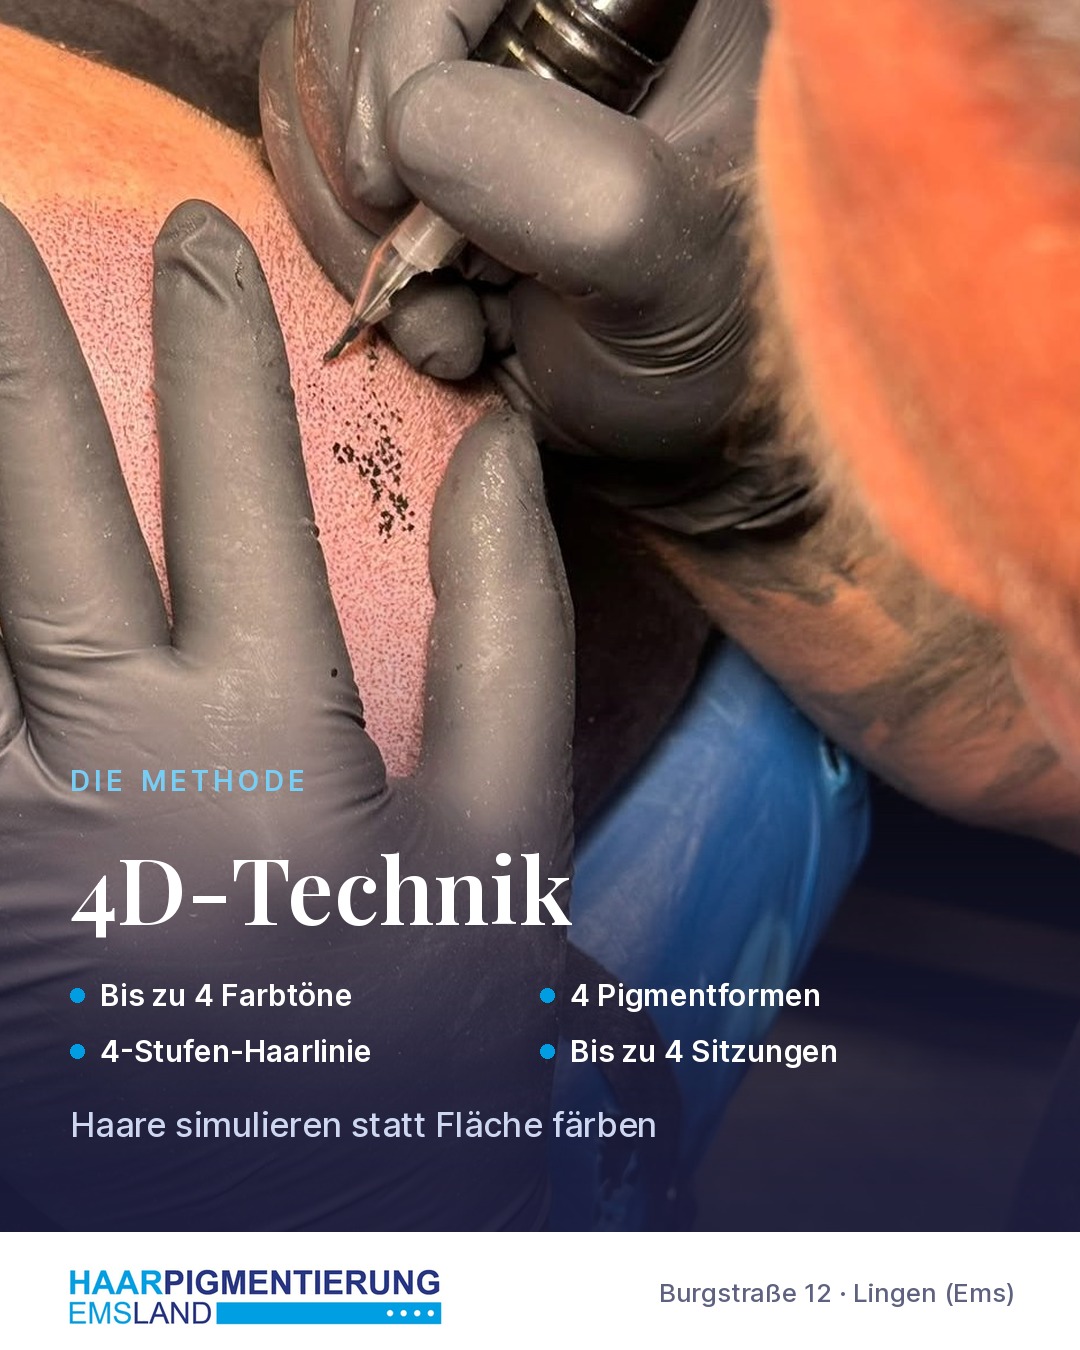 DIE METHODE
4D-Technik
Bis zu 4 Farbtöne
4 Pigmentformen
4-Stufen-Haarlinie
Bis zu 4 Sitzungen
Haare simulieren statt Fläche färben
HAARPIGMENTIERUNG
EMSLAND
Burgstraße 12 · Lingen (Ems)